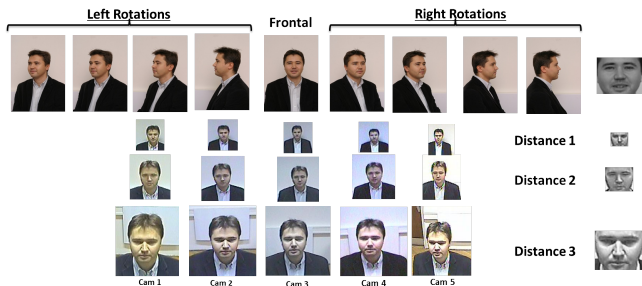 Left Rotations
Frontal
Right Rotations
Distance 1
Distance 2
Distance 3
Cam 1
Cam 2
Cam 3
Cam 4
Cam 5